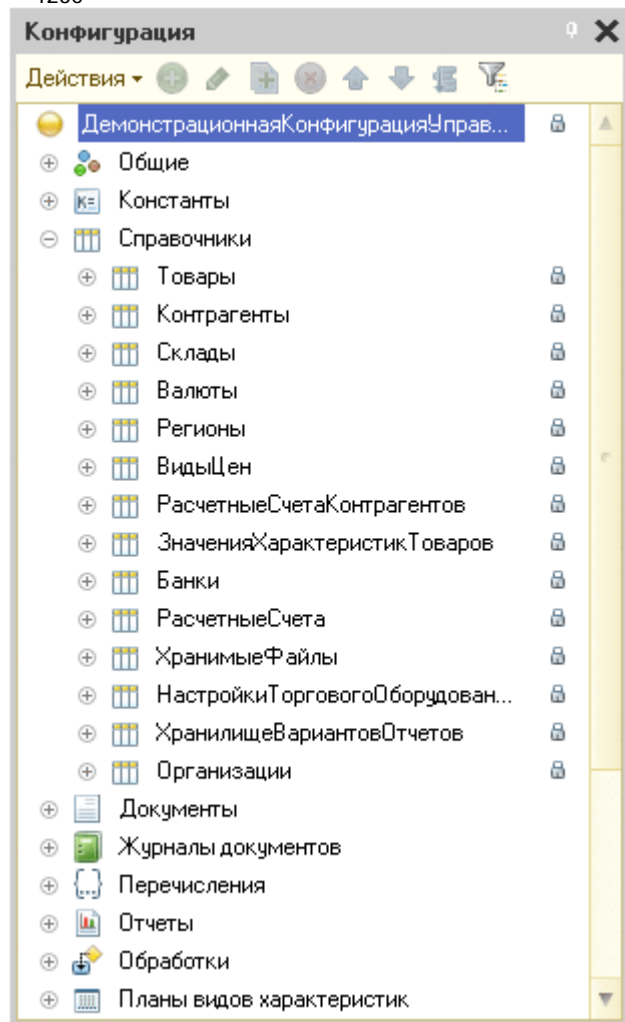 Конфигурация
Действия
ДемонстрационнаяКонфигурацияУправ...
Общие
Константы
Справочники
Товары
Контрагенты
Склады
Валюты
Регионы
ВидыЦен
РасчетныеСчетаКонтрагентов
ЗначенияХарактеристикТоваров
Банки
РасчетныеСчета
ХранимыеФайлы
НастройкиТорговогоОборудован...
ХранилищеВариантовОтчетов
Организации
Документы
Журналы документов
Перечисления
Отчеты
Обработки
Планы видов характеристик